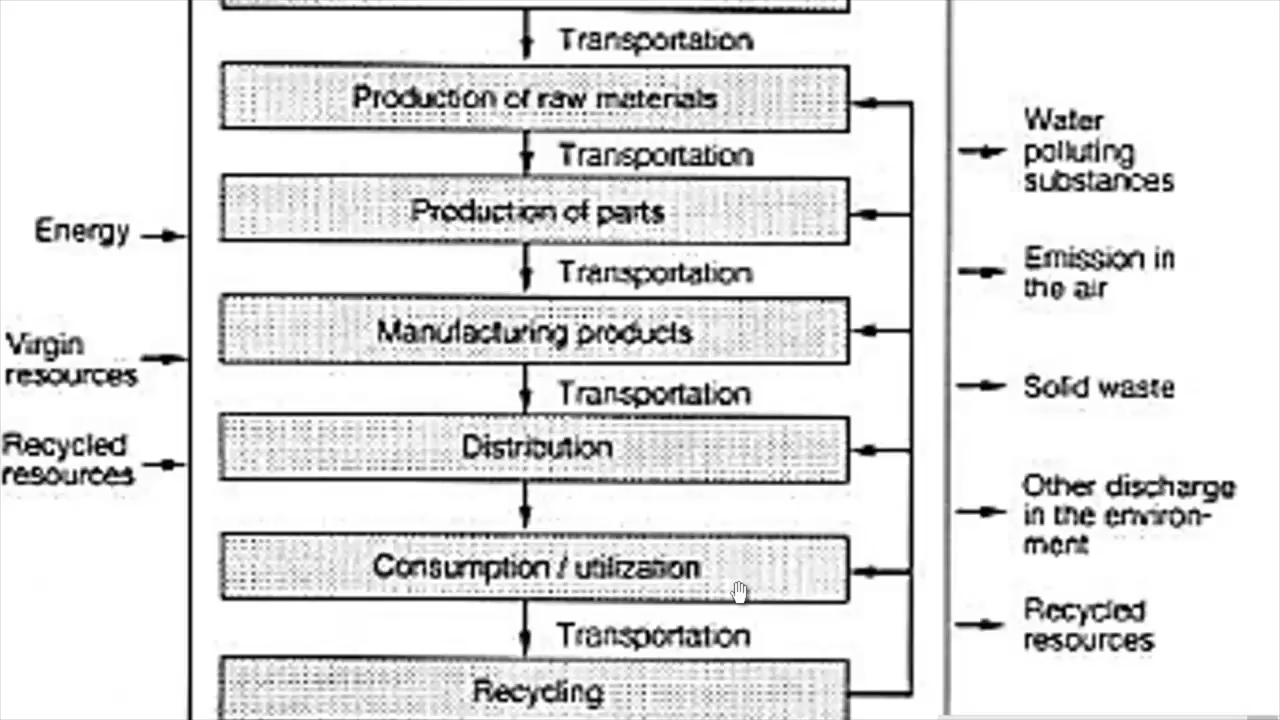 Transportation
Production of raw materials
Transportation
Production of parts
Transportation
Manufacturing products
Transportation
Distribution
Consumption / utilization
Transportation
Recycling
Energy
Virgin
resources
Recycled
resources
Water
polluting
substances
Emission in
the air
Solid waste
Other discharge
in the environ-
ment
Recycled
resources